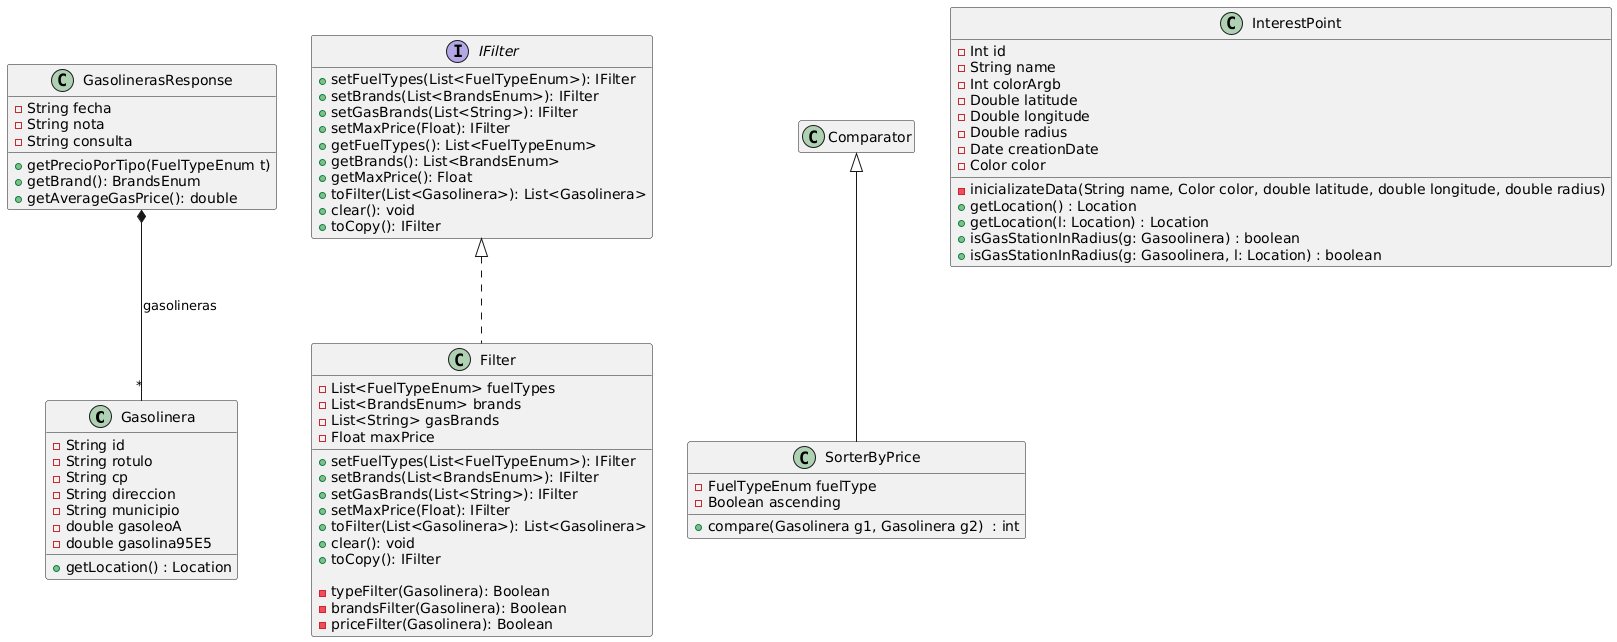 C GasolinerasResponse
String fecha
String nota
String consulta
getPrecioPorTipo(FuelTypeEnum t)
getBrand(): BrandsEnum
getAverageGasPrice(): double
gasolineras
*
C Gasolinera
String id
String rotulo
String cp
String direccion
String municipio
double gasoleoA
double gasolina95E5
getLocation() : Location
I IFilter
setFuelTypes(List<FuelTypeEnum>): IFilter
setBrands(List<BrandsEnum>): IFilter
setGasBrands(List<String>): IFilter
setMaxPrice(Float): IFilter
getFuelTypes(): List<FuelTypeEnum>
getBrands(): List<BrandsEnum>
getMaxPrice(): Float
toFilter(List<Gasolinera>): List<Gasolinera>
clear(): void
toCopy(): IFilter
C Filter
List<FuelTypeEnum> fuelTypes
List<BrandsEnum> brands
List<String> gasBrands
Float maxPrice
setFuelTypes(List<FuelTypeEnum>): IFilter
setBrands(List<BrandsEnum>): IFilter
setGasBrands(List<String>): IFilter
setMaxPrice(Float): IFilter
toFilter(List<Gasolinera>): List<Gasolinera>
clear(): void
toCopy(): IFilter
typeFilter(Gasolinera): Boolean
brandsFilter(Gasolinera): Boolean
priceFilter(Gasolinera): Boolean
C Comparator
C SorterByPrice
FuelTypeEnum fuelType
Boolean ascending
compare(Gasolinera g1, Gasolinera g2)  : int
C InterestPoint
Int id
String name
Int colorArgb
Double latitude
Double longitude
Double radius
Date creationDate
Color color
inicializateData(String name, Color color, double latitude, double longitude, double radius)
getLocation() : Location
getLocation(l: Location) : Location
isGasStationInRadius(g: Gasoolinera) : boolean
isGasStationInRadius(g: Gasoolinera, l: Location) : boolean